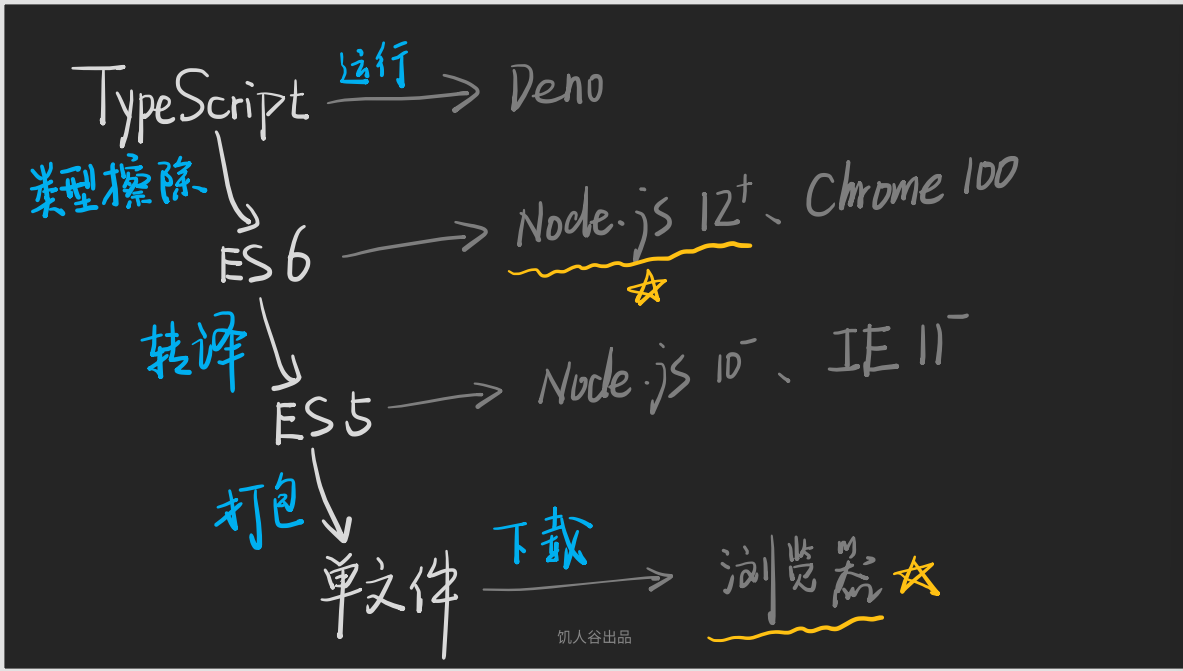 TypeScript 运行 Deno
类型擦除
ES6 Node.js 12+、Chrome 100
转译
ES5 Node.js 10-、IE 11-
打包
单文件 下载 浏览器
饥人谷出品